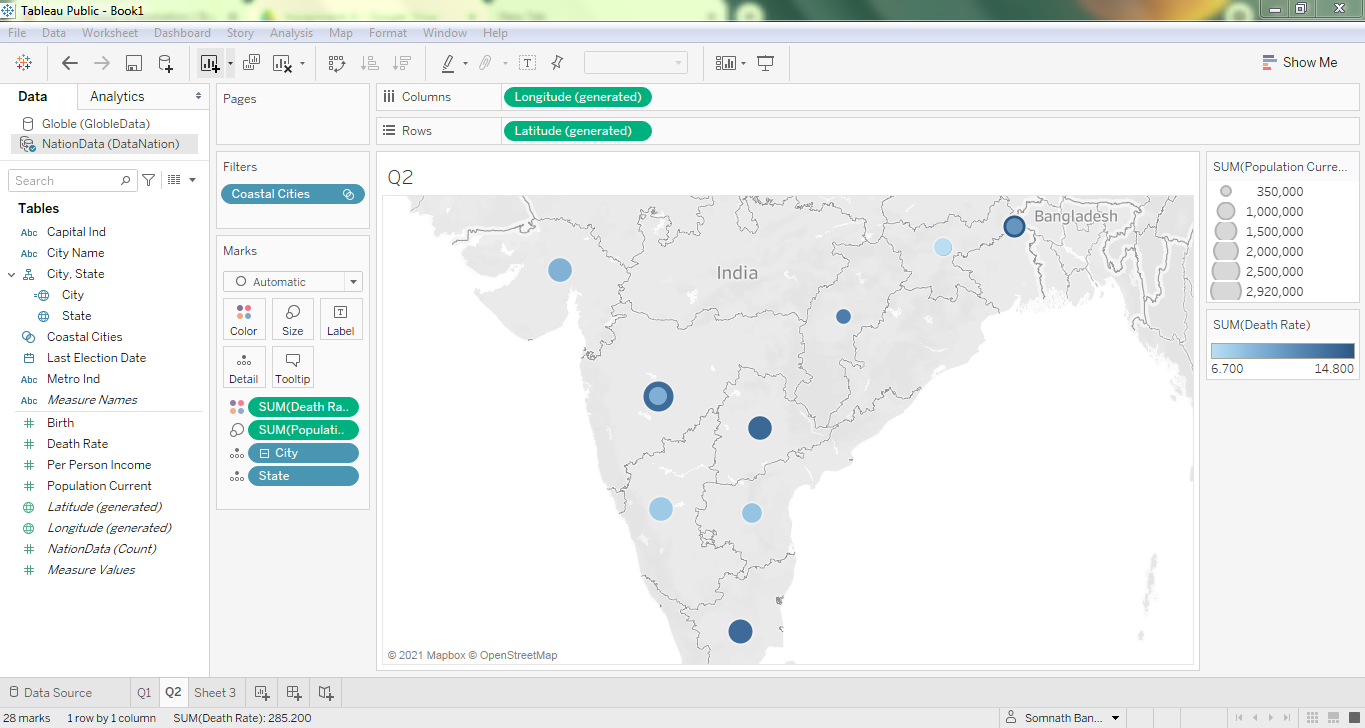 Tableau Public - Book1
File Data Worksheet Dashboard Story Analysis Map Format Window Help
Show Me
Data Analytics
Globle (GlobleData)
NationData (DataNation)
Search
Tables
Abc Capital Ind
Abc City Name
City, State
City
State
Coastal Cities
Last Election Date
Abc Metro Ind
Abc Measure Names
Birth
Death Rate
Per Person Income
Population Current
Latitude (generated)
Longitude (generated)
NationData (Count)
Measure Values
Pages
Filters
Coastal Cities
Marks
Automatic
Color Size Label
Detail Tooltip
SUM(Death Ra..
SUM(Populati..
City
State
Columns Longitude (generated)
Rows Latitude (generated)
Q2
Bangladesh
India
© 2021 Mapbox © OpenStreetMap
SUM(Population Curre...
350,000
1,000,000
1,500,000
2,000,000
2,500,000
2,920,000
SUM(Death Rate)
6.700 14.800
Data Source Q1 Q2 Sheet 3
28 marks 1 row by 1 column SUM(Death Rate): 285.200 Somnath Ban...